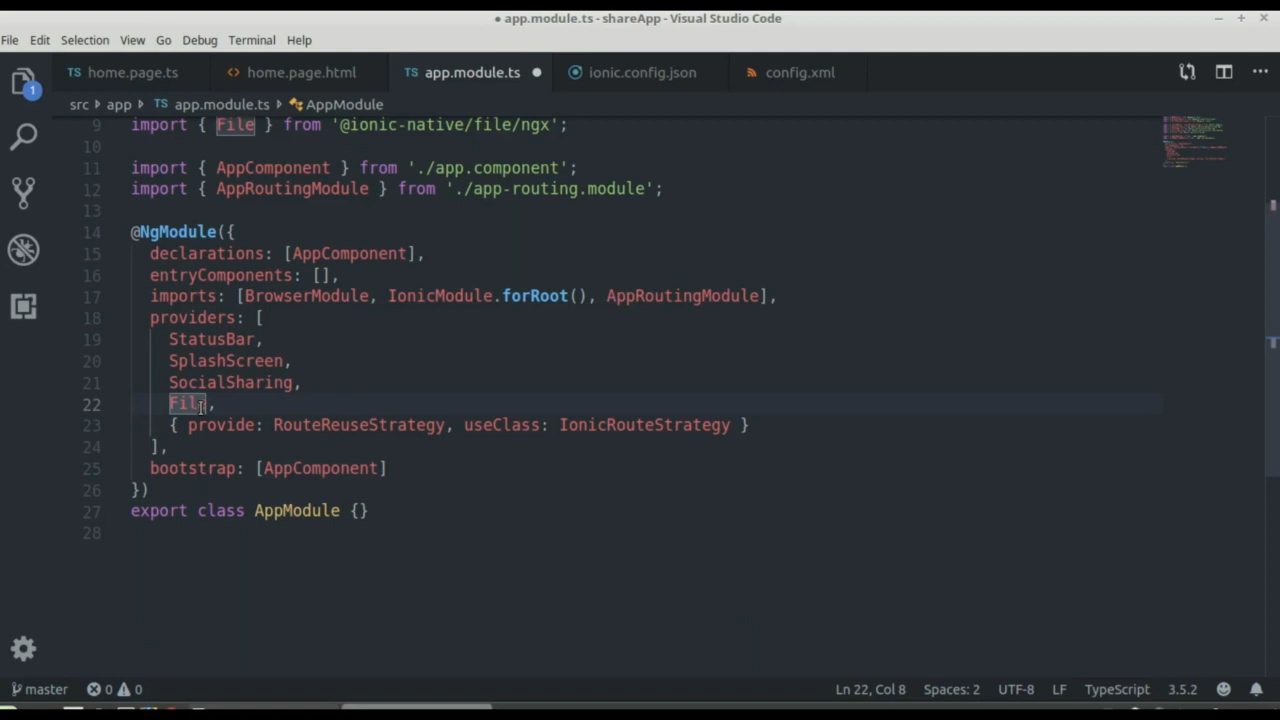 ● app.module.ts - shareApp - Visual Studio Code
File Edit Selection View Go Debug Terminal Help
1
TS home.page.ts <> home.page.html TS app.module.ts ● ionic.config.json config.xml
src app TS app.module.ts AppModule
9 import { File } from '@ionic-native/file/ngx';
10
11 import { AppComponent } from './app.component';
12 import { AppRoutingModule } from './app-routing.module';
13
14 @NgModule({
15 declarations: [AppComponent],
16 entryComponents: [],
17 imports: [BrowserModule, IonicModule.forRoot(), AppRoutingModule],
18 providers: [
19 StatusBar,
20 SplashScreen,
21 SocialSharing,
22 File,
23 { provide: RouteReuseStrategy, useClass: IonicRouteStrategy }
24 ],
25 bootstrap: [AppComponent]
26 })
27 export class AppModule {}
28
master 0 0 Ln 22, Col 8 Spaces: 2 UTF-8 LF TypeScript 3.5.2